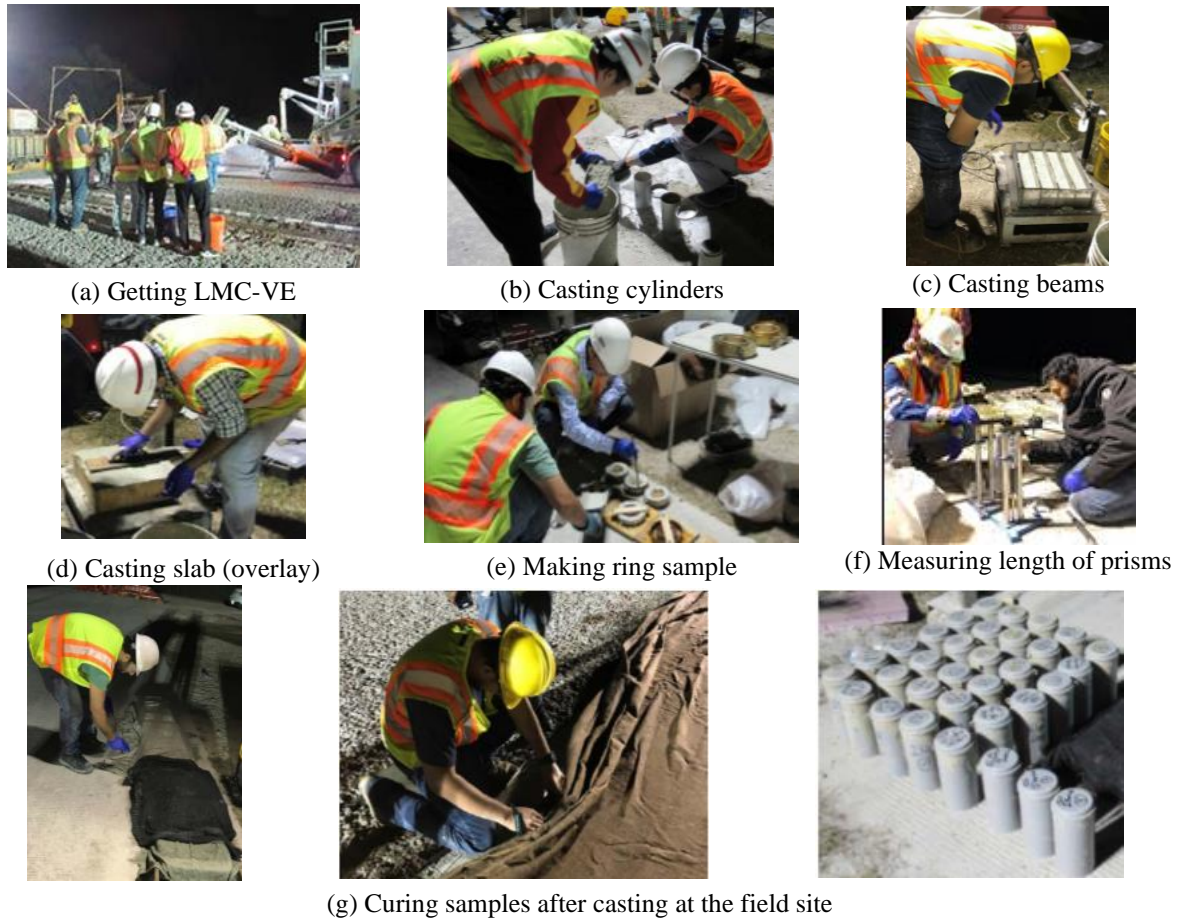 (a) Getting LMC-VE
(b) Casting cylinders
(c) Casting beams
(d) Casting slab (overlay)
(e) Making ring sample
(f) Measuring length of prisms
(g) Curing samples after casting at the field site